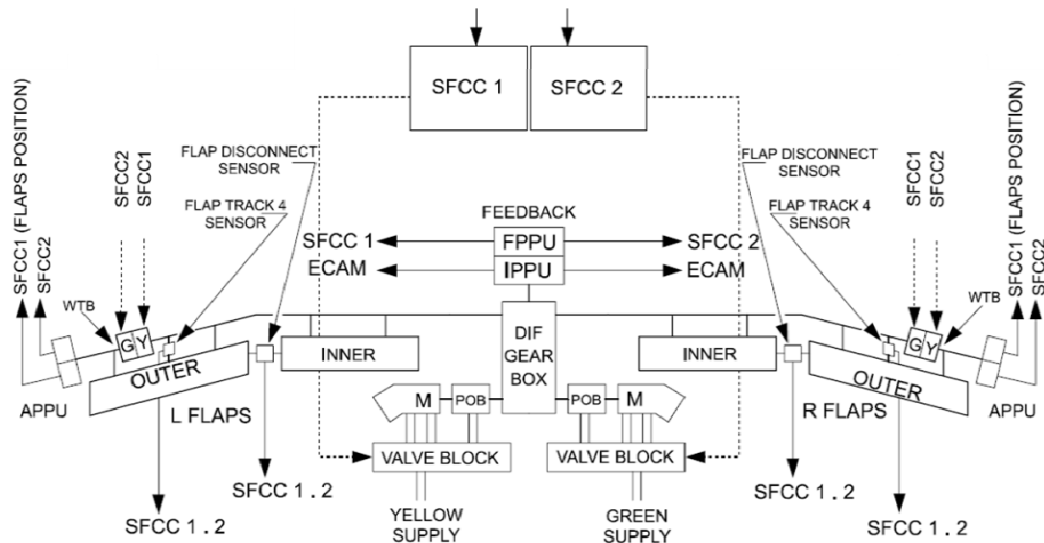 SFCC 1
SFCC 2
SFCC1 (FLAPS POSITION)
SFCC2
SFCC2
SFCC1
FLAP DISCONNECT
SENSOR
FLAP TRACK 4
SENSOR
FEEDBACK
SFCC 1
FPPU
SFCC 2
ECAM
IPPU
ECAM
FLAP DISCONNECT
SENSOR
FLAP TRACK 4
SENSOR
SFCC1
SFCC2
SFCC1 (FLAPS POSITION)
SFCC2
WTB
G Y
OUTER
INNER
DIF
GEAR
BOX
INNER
G Y
WTB
OUTER
APPU
L FLAPS
M
POB
POB
M
R FLAPS
APPU
VALVE BLOCK
VALVE BLOCK
SFCC 1 . 2
SFCC 1 . 2
YELLOW
SUPPLY
GREEN
SUPPLY
SFCC 1 . 2
SFCC 1 . 2